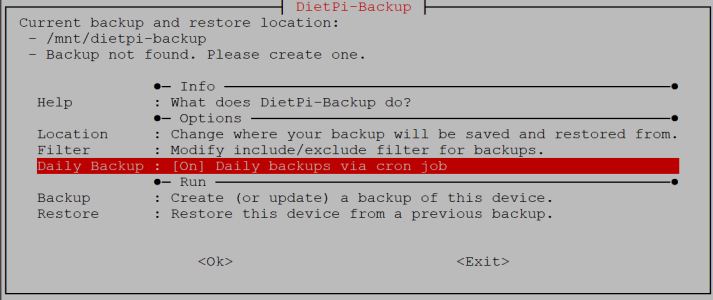 DietPi-Backup
Current backup and restore location:
- /mnt/dietpi-backup
- Backup not found. Please create one.
●─ Info ─●
Help : What does DietPi-Backup do?
●─ Options ─●
Location : Change where your backup will be saved and restored from.
Filter : Modify include/exclude filter for backups.
Daily Backup : [On] Daily backups via cron job
●─ Run ─●
Backup : Create (or update) a backup of this device.
Restore : Restore this device from a previous backup.
<Ok> <Exit>